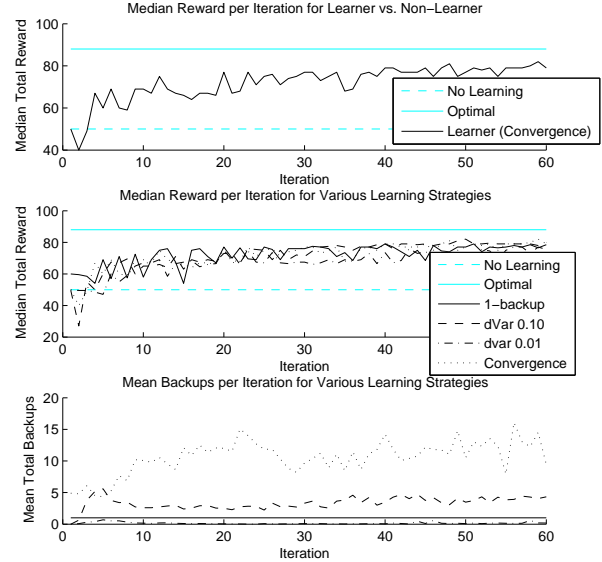 Median Reward per Iteration for Learner vs. Non−Learner
Median Total Reward
100
80
60
40
0
10
20
30
40
50
60
Iteration
No Learning
Optimal
Learner (Convergence)
Median Reward per Iteration for Various Learning Strategies
Median Total Reward
100
80
60
40
20
0
10
20
30
40
50
60
Iteration
No Learning
Optimal
1−backup
dVar 0.10
dvar 0.01
Convergence
Mean Backups per Iteration for Various Learning Strategies
Mean Total Backups
20
15
10
5
0
0
10
20
30
40
50
60
Iteration